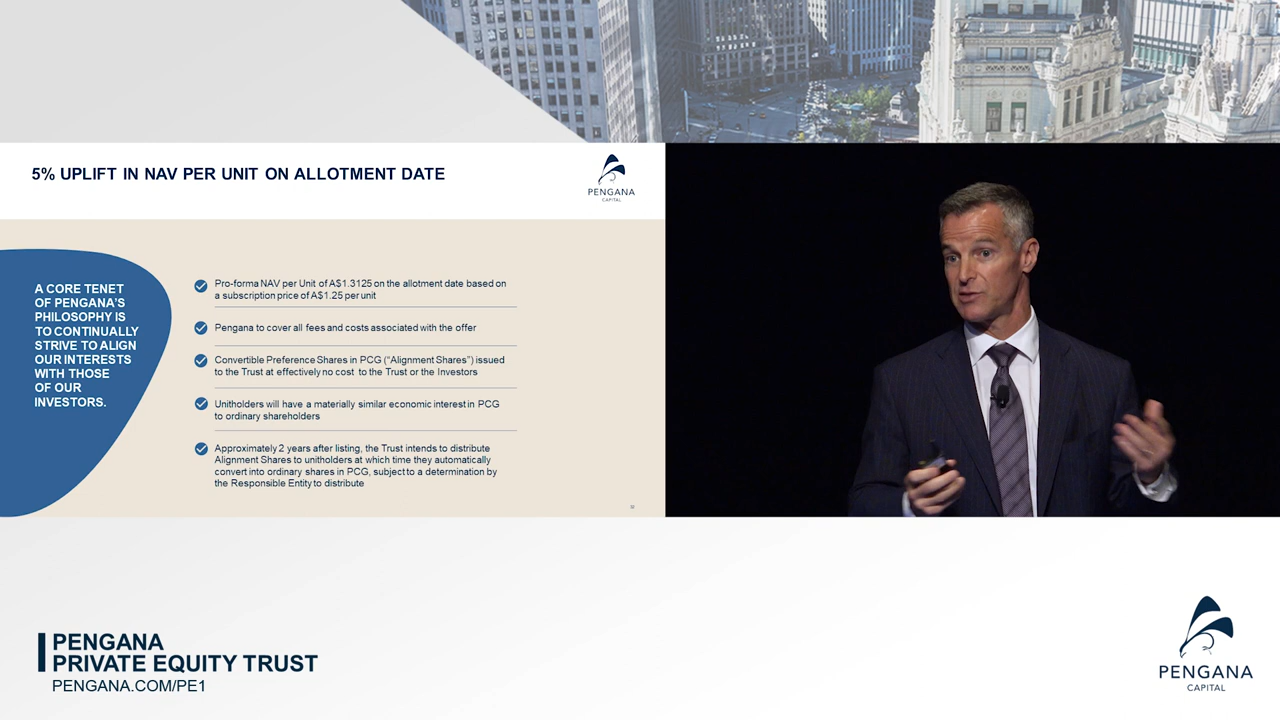 5% UPLIFT IN NAV PER UNIT ON ALLOTMENT DATE
PENGANA
CAPITAL
A CORE TENET
OF PENGANA'S
PHILOSOPHY IS
TO CONTINUALLY
STRIVE TO ALIGN
OUR INTERESTS
WITH THOSE
OF OUR
INVESTORS.
Pro-forma NAV per Unit of A$1.3125 on the allotment date based on
a subscription price of A$1.25 per unit
Pengana to cover all fees and costs associated with the offer
Convertible Preference Shares in PCG (“Alignment Shares”) issued
to the Trust at effectively no cost to the Trust or the Investors
Unitholders will have a materially similar economic interest in PCG
to ordinary shareholders
Approximately 2 years after listing, the Trust intends to distribute
Alignment Shares to unitholders at which time they automatically
convert into ordinary shares in PCG, subject to a determination by
the Responsible Entity to distribute
PENGANA
PRIVATE EQUITY TRUST
PENGANA.COM/PE1
PENGANA
CAPITAL